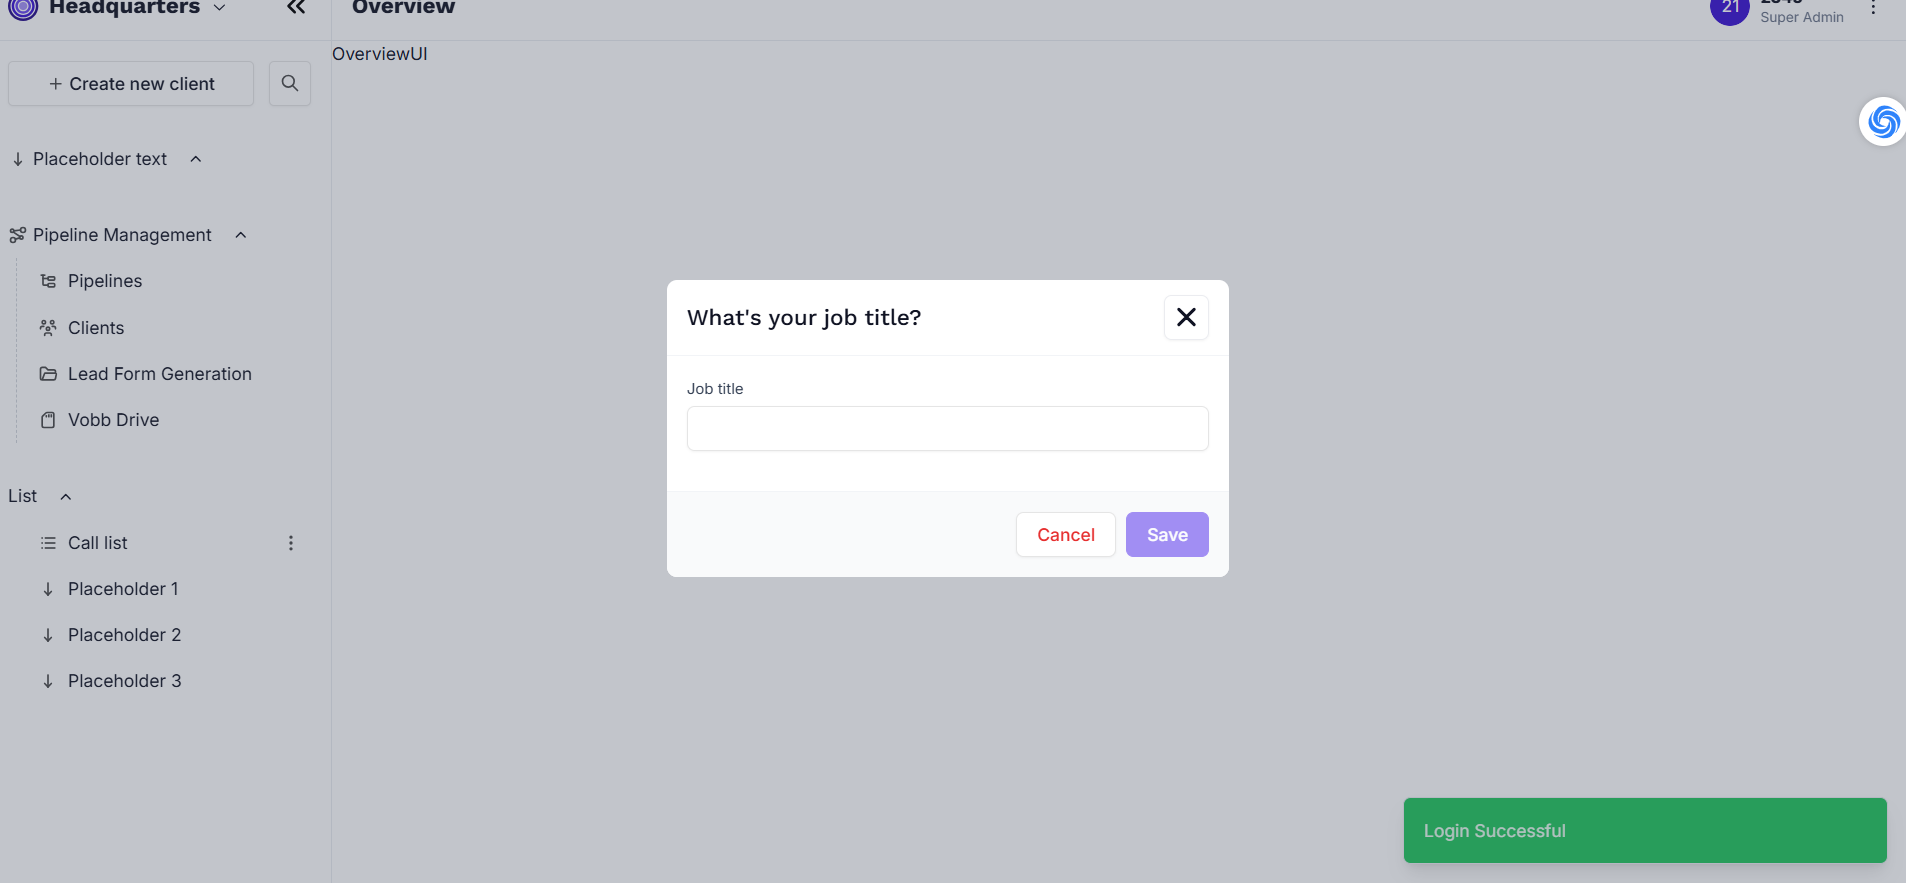 Headquarters
Overview
21
Super Admin
OverviewUI
Create new client
Placeholder text
Pipeline Management
Pipelines
Clients
Lead Form Generation
Vobb Drive
List
Call list
Placeholder 1
Placeholder 2
Placeholder 3
What's your job title?
Job title
Cancel
Save
Login Successful